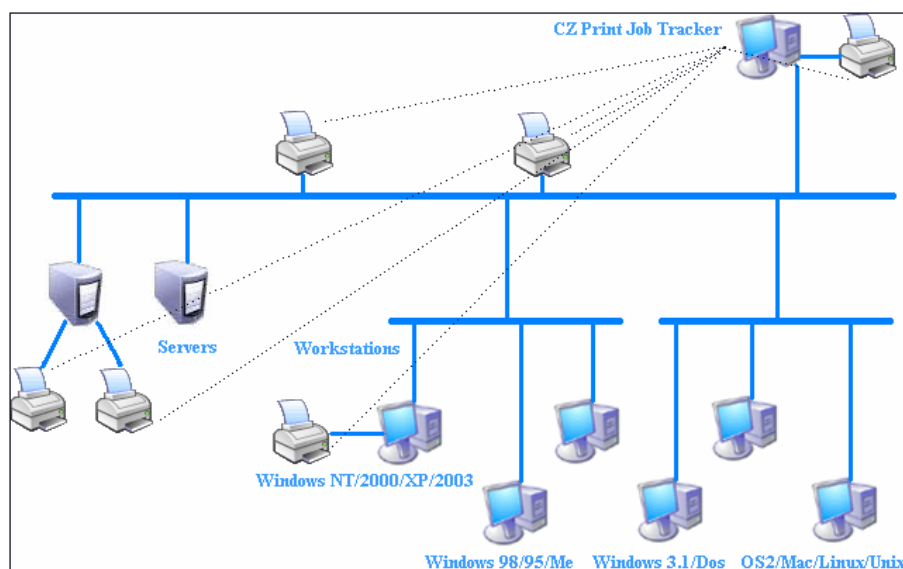 CZ Print Job Tracker
Servers
Workstations
Windows NT/2000/XP/2003
Windows 98/95/Me
Windows 3.1/Dos
OS2/Mac/Linux/Unix